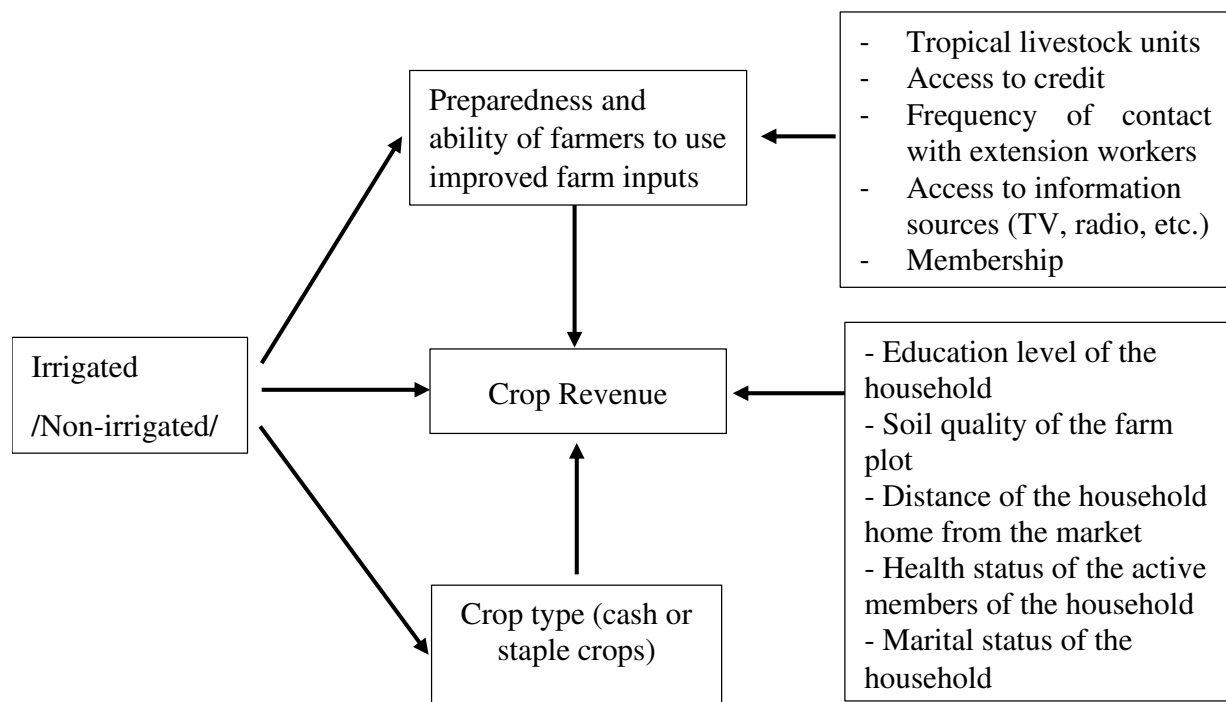 - Tropical livestock units
- Access to credit
- Frequency of contact
with extension workers
- Access to information
sources (TV, radio, etc.)
- Membership
Preparedness and
ability of farmers to use
improved farm inputs
Irrigated
/Non-irrigated/
Crop Revenue
- Education level of the
household
- Soil quality of the farm
plot
- Distance of the household
home from the market
- Health status of the active
members of the household
- Marital status of the
household
Crop type (cash or
staple crops)